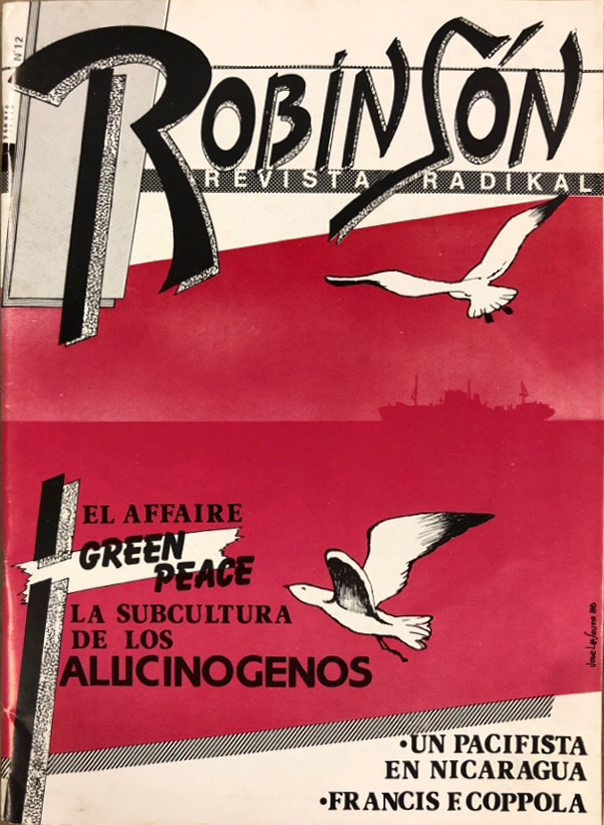 Nº12
ROBINSÓN
REVISTA RADIKAL
EL AFFAIRE
GREEN
PEACE
LA SUBCULTURA
DE LOS
ALUCINOGENOS
•UN PACIFISTA
EN NICARAGUA
•FRANCIS F. COPPOLA